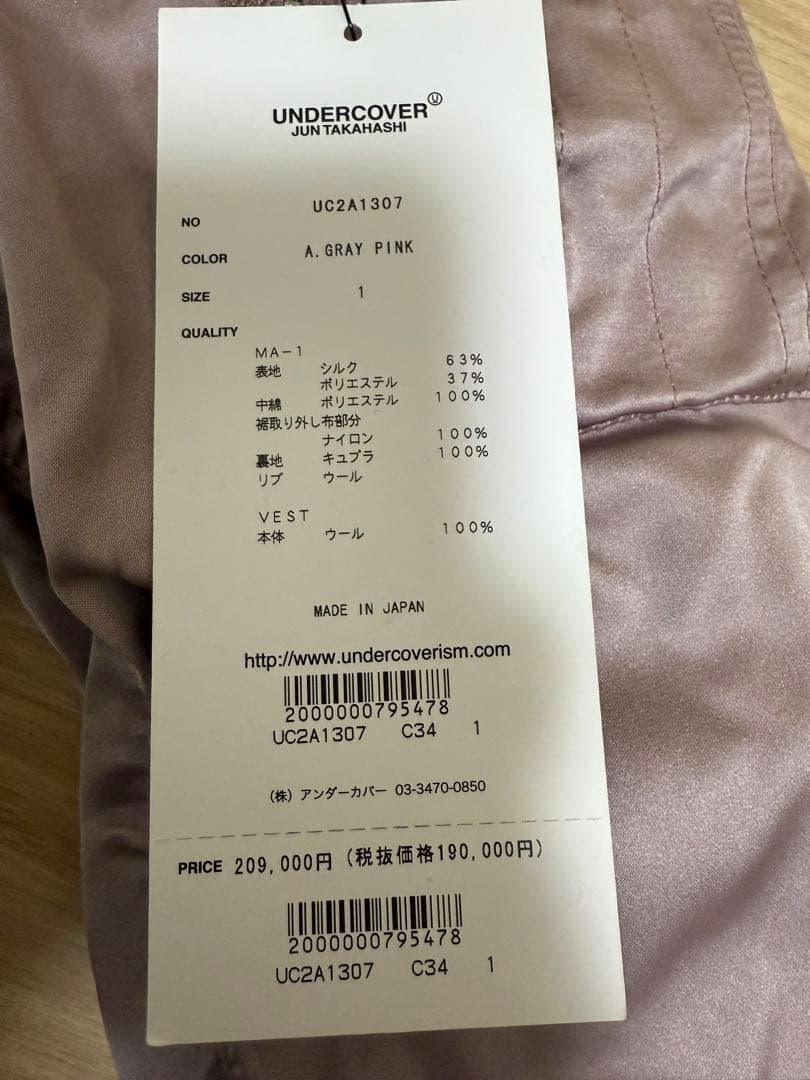 UNDERCOVER Ⓤ
JUN TAKAHASHI
NO UC2A1307
COLOR A.GRAY PINK
SIZE 1
QUALITY
MA-1
表地 シルク 63%
ポリエステル 37%
中綿 ポリエステル 100%
裾取り外し布部分
ナイロン 100%
裏地 キュプラ 100%
リブ ウール
VEST
本体 ウール 100%
MADE IN JAPAN
http://www.undercoverism.com
2000000795478
UC2A1307 C34 1
(株) アンダーカバー 03-3470-0850
PRICE 209,000円 (税抜価格190,000円)
2000000795478
UC2A1307 C34 1